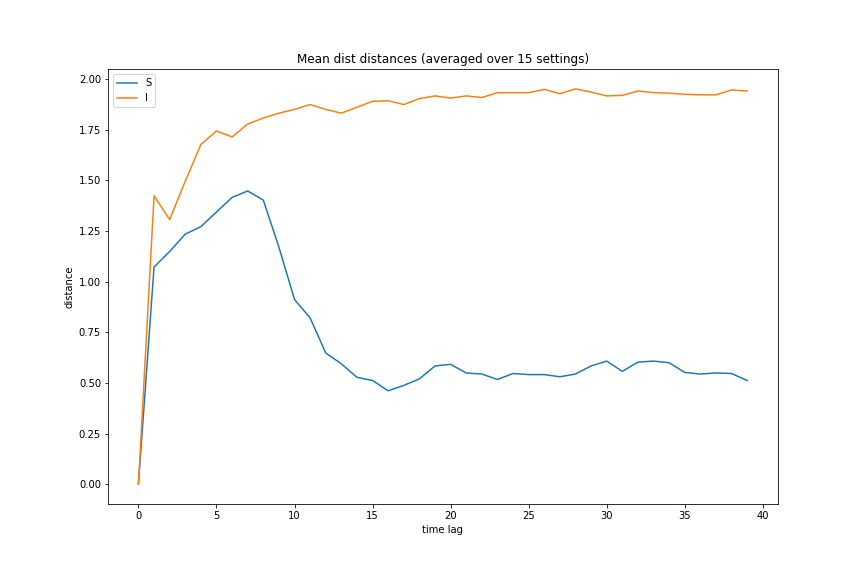 Mean dist distances (averaged over 15 settings)
S
I
2.00
1.75
1.50
1.25
1.00
0.75
0.50
0.25
0.00
distance
0 5 10 15 20 25 30 35 40
time lag